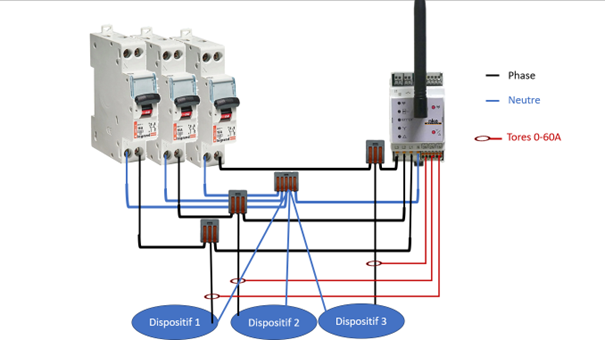 Phase
Neutre
Tores 0-60A
Dispositif 1
Dispositif 2
Dispositif 3